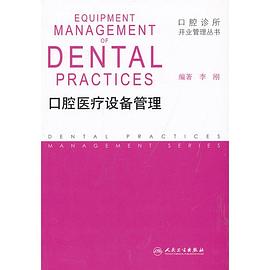 EQUIPMENT
MANAGEMENT
OF
DENTAL
PRACTICES
口腔诊所
开业管理丛书
编著 李 刚
口腔医疗设备管理
DENTAL PRACTICES
MANAGEMENT SERIES
人民卫生出版社